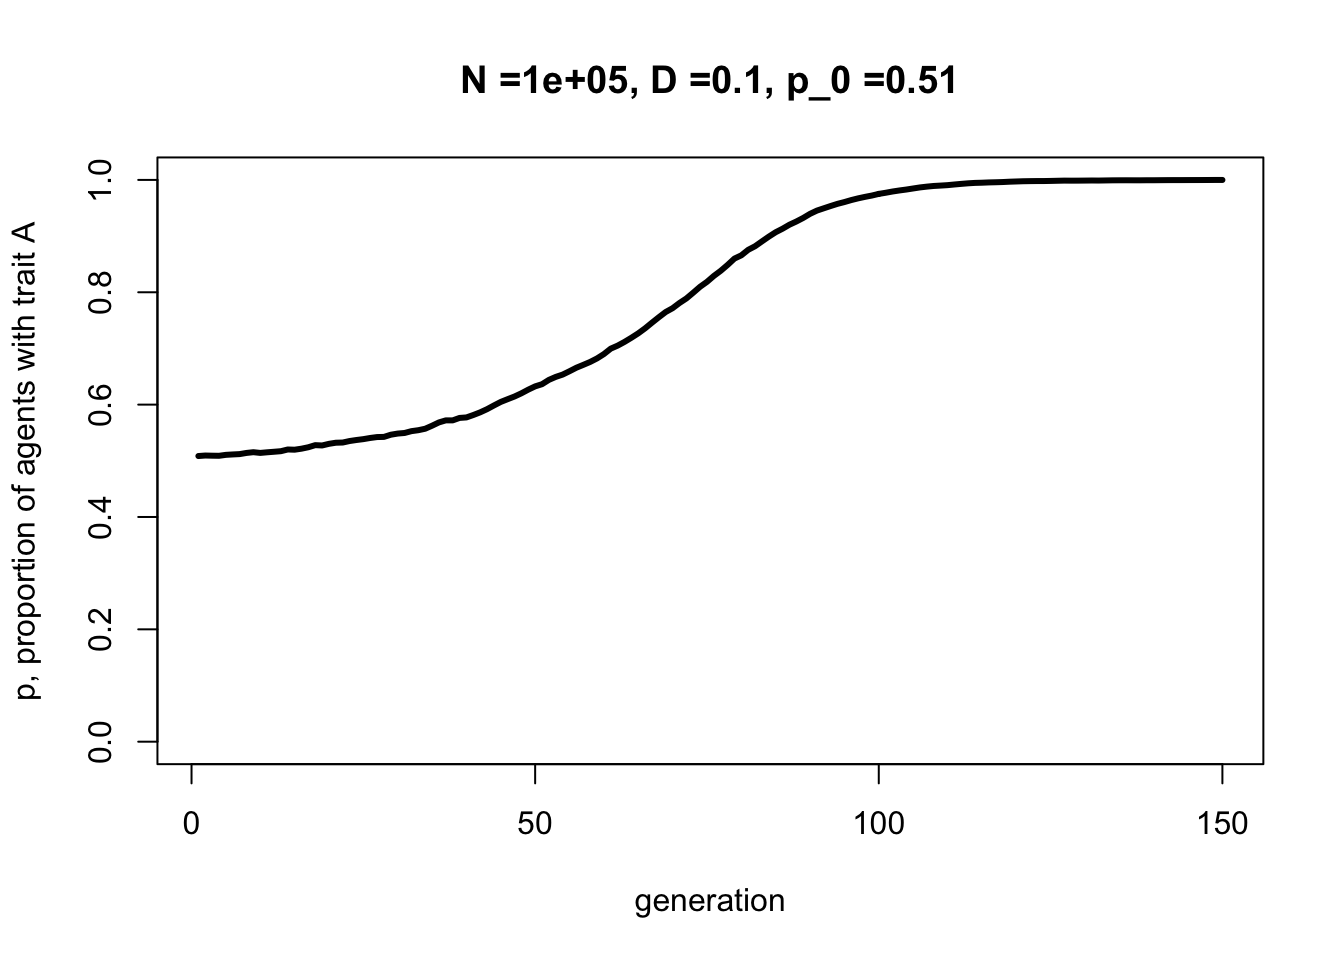 N =1e+05, D =0.1, p_0 =0.51
p, proportion of agents with trait A
1.0
0.8
0.6
0.4
0.2
0.0
0 50 100 150
generation